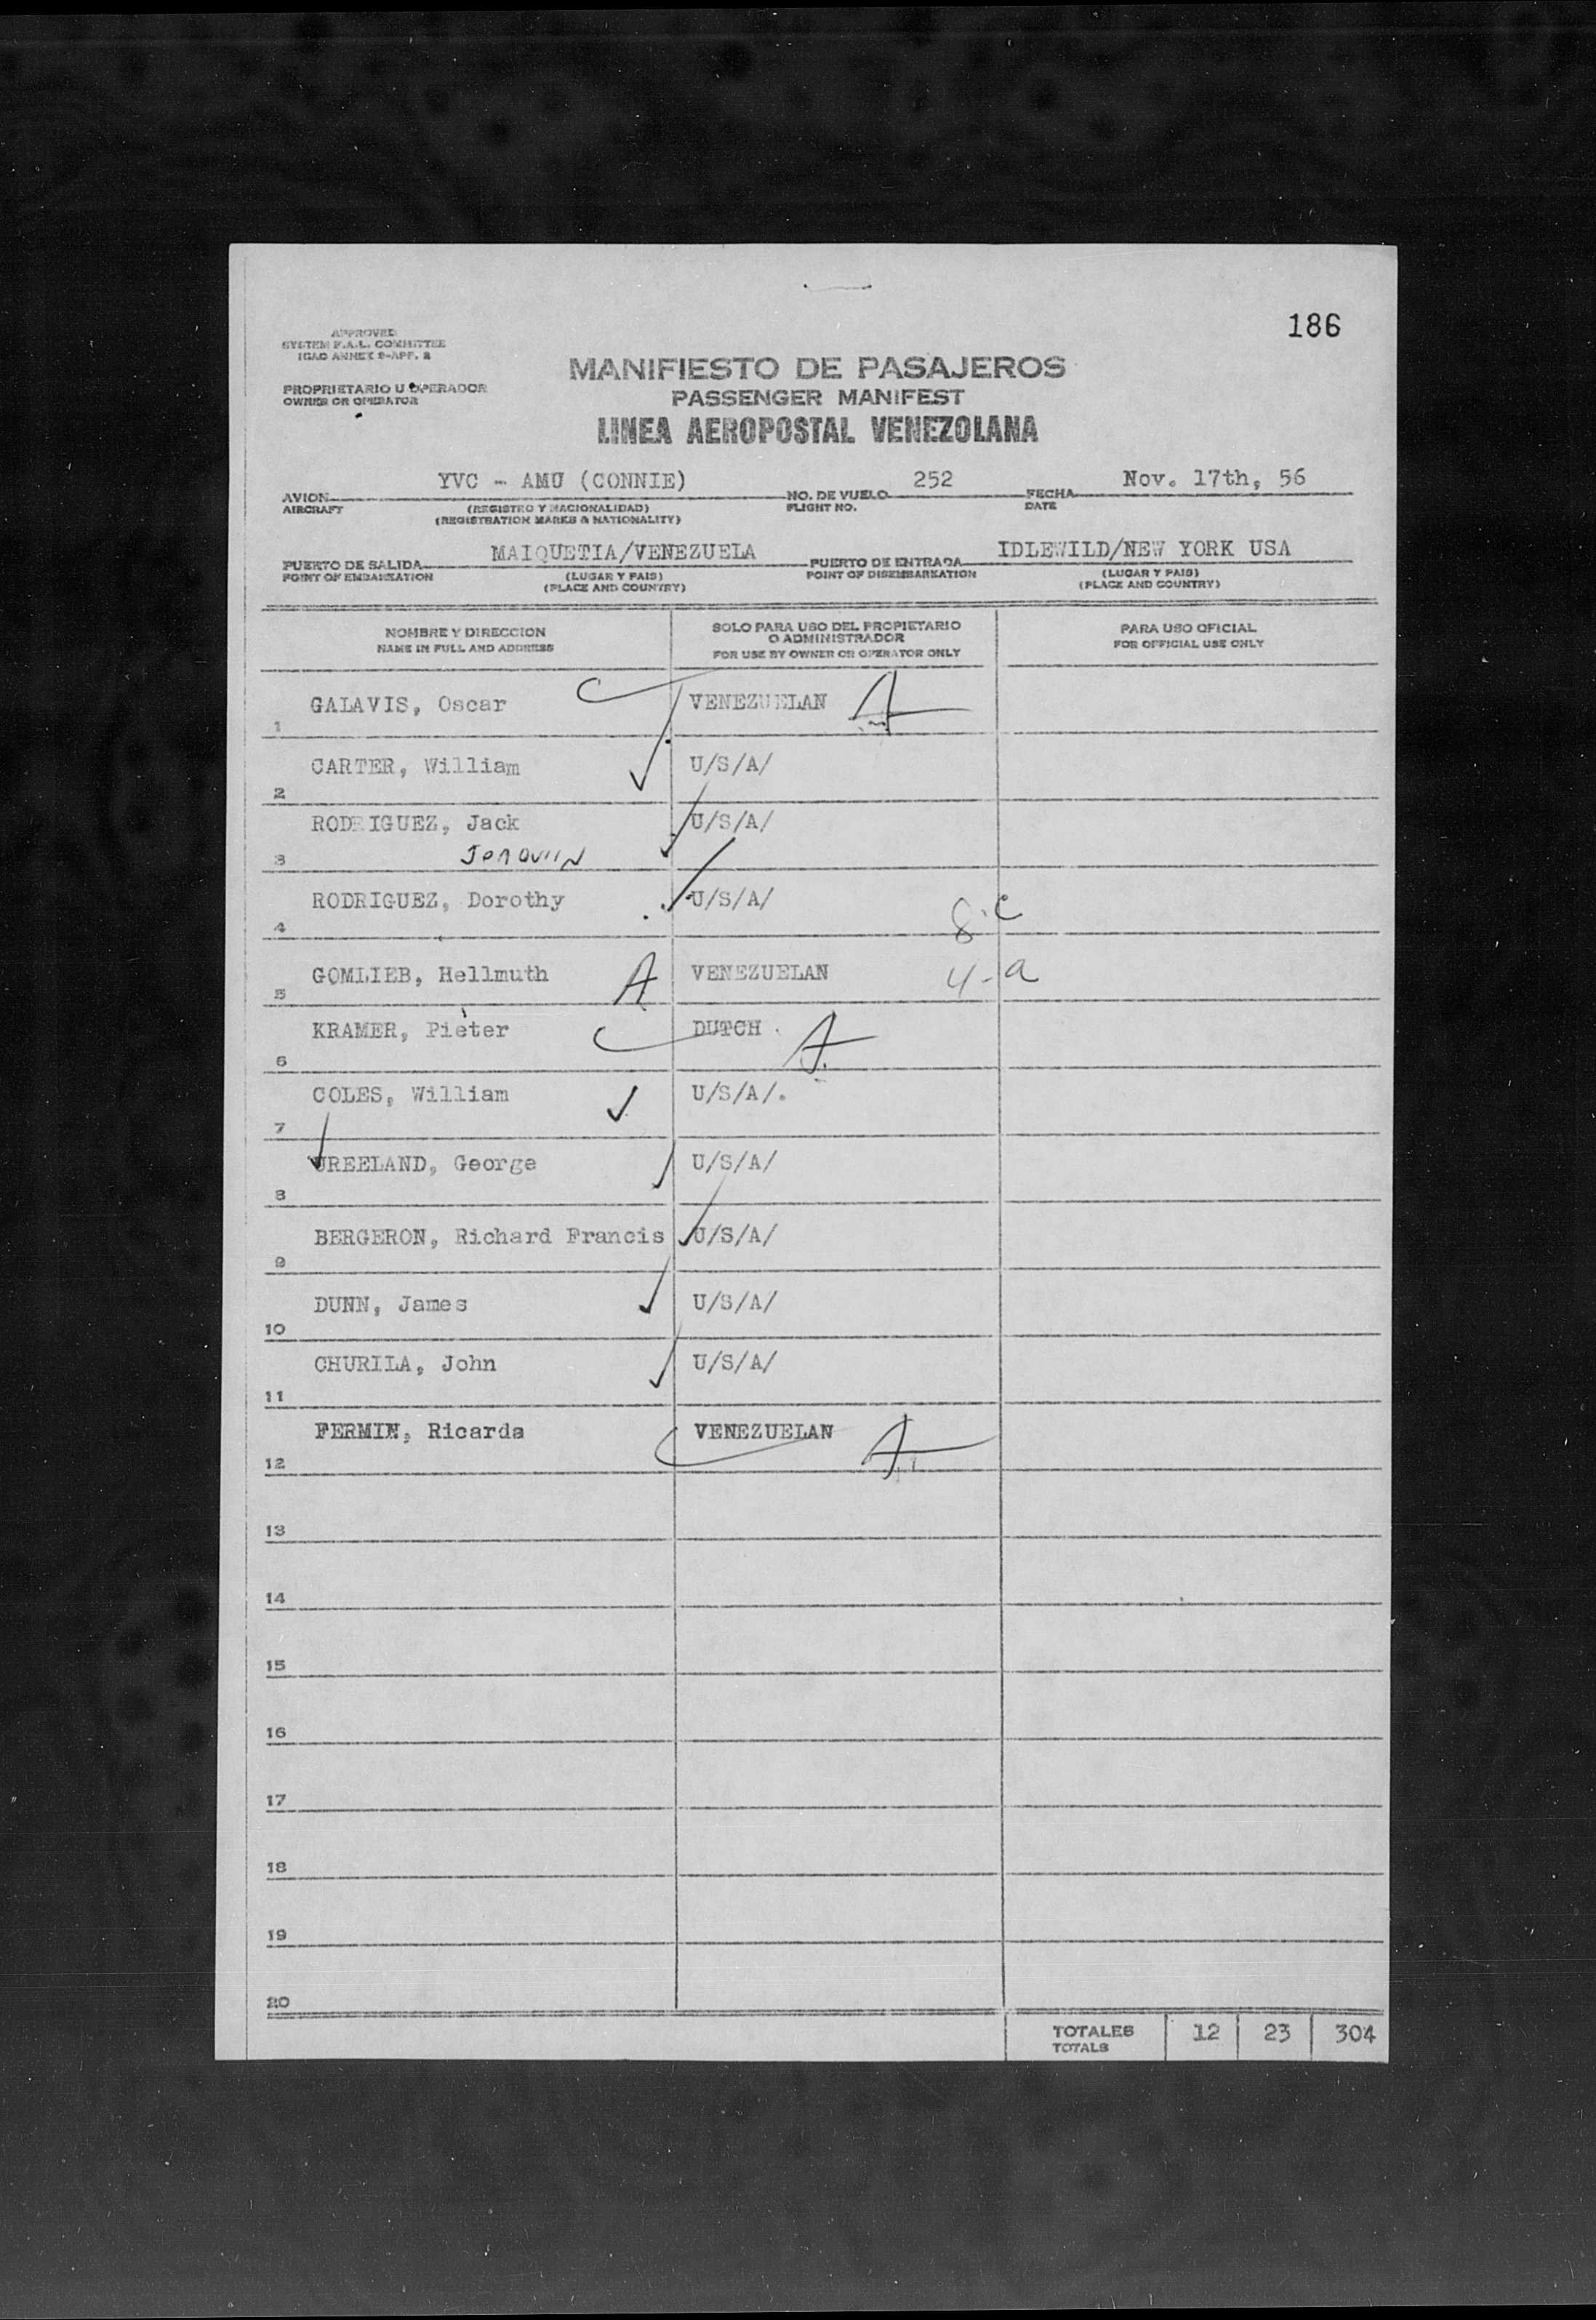 186
APPROVED
SYSTEM F.A.L. COMMITTEE
ICAO ANNEX 9-APP. 2
PROPRIETARIO U OPERADOR
OWNER OR OPERATOR
MANIFIESTO DE PASAJEROS
PASSENGER MANIFEST
LINEA AEROPOSTAL VENEZOLANA
AVION YVC - AMU (CONNIE) NO. DE VUELO 252 FECHA Nov. 17th, 56
AIRCRAFT (REGISTRO Y NACIONALIDAD) FLIGHT NO. DATE
(REGISTRATION MARKS & NATIONALITY)
PUERTO DE SALIDA MAIQUETIA/VENEZUELA PUERTO DE ENTRADA IDLEWILD/NEW YORK USA
POINT OF EMBARKATION (LUGAR Y PAIS) POINT OF DISEMBARKATION (LUGAR Y PAIS)
(PLACE AND COUNTRY) (PLACE AND COUNTRY)
NOMBRE Y DIRECCION
NAME IN FULL AND ADDRESS
SOLO PARA USO DEL PROPIETARIO
O ADMINISTRADOR
FOR USE BY OWNER OR OPERATOR ONLY
PARA USO OFICIAL
FOR OFFICIAL USE ONLY
1 GALAVIS, Oscar VENEZUELAN A
2 CARTER, William U/S/A/
3 RODRIGUEZ, Jack U/S/A/
JOAQUIN
4 RODRIGUEZ, Dorothy U/S/A/ 8-c
5 GOMLIEB, Hellmuth A VENEZUELAN 4-a
6 KRAMER, Pieter DUTCH A
7 COLES, William U/S/A/.
8 VREELAND, George U/S/A/
9 BERGERON, Richard Francis U/S/A/
10 DUNN, James U/S/A/
11 CHURILA, John U/S/A/
12 FERMIN, Ricarda VENEZUELAN A
13
14
15
16
17
18
19
20
TOTALES 12 23 304
TOTALS